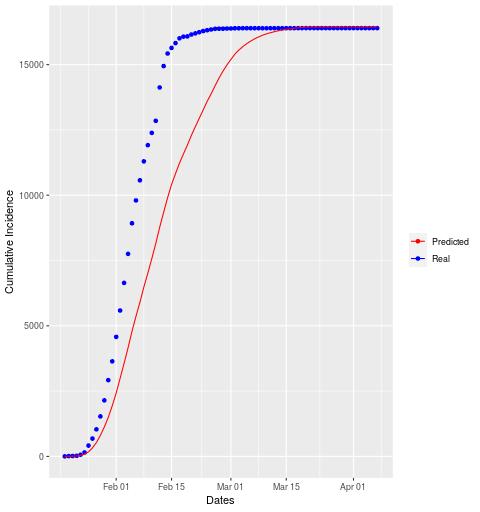 15000
10000
5000
0
Cumulative Incidence
Feb 01
Feb 15
Mar 01
Mar 15
Apr 01
Dates
Predicted
Real